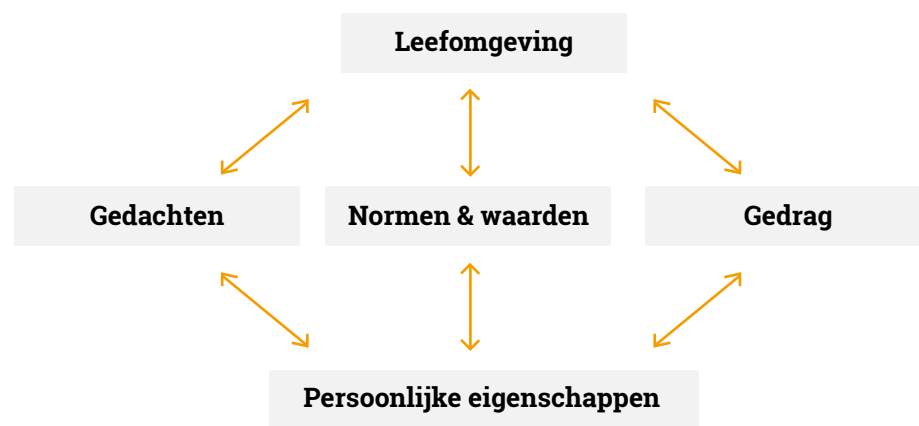 Leefomgeving
Gedachten
Normen & waarden
Gedrag
Persoonlijke eigenschappen